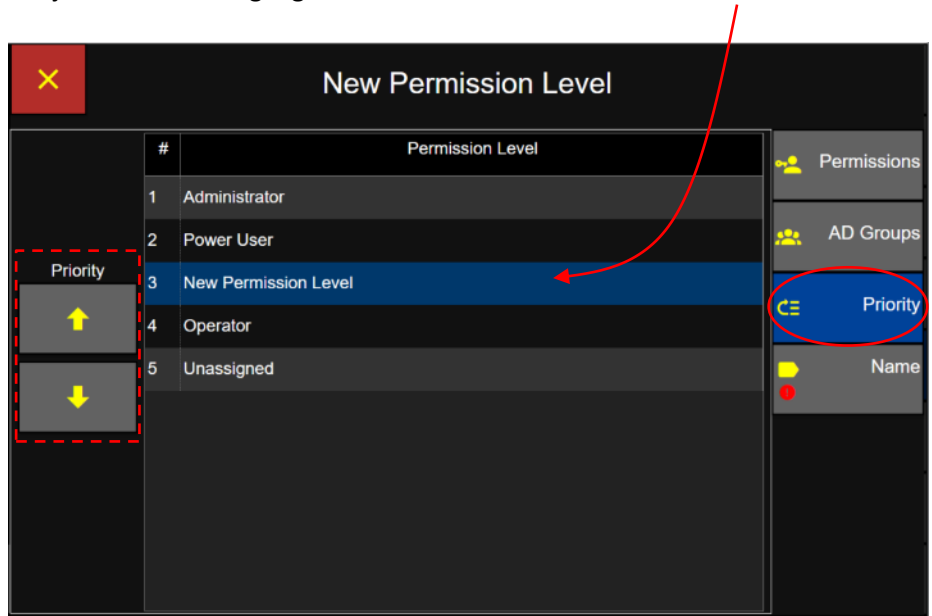 New Permission Level
# Permission Level
1 Administrator
2 Power User
3 New Permission Level
4 Operator
5 Unassigned
Priority
Permissions
AD Groups
Priority
Name